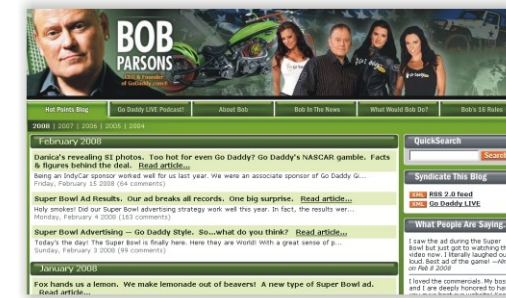 BOB
PARSONS
CEO & Founder
of GoDaddy.com®
Hot Points Blog
Go Daddy LIVE Podcast!
About Bob
Bob In The News
What Would Bob Do?
Bob's 16 Rules
2008 | 2007 | 2006 | 2005 | 2004
February 2008
Danica's revealing SI photos. Too hot for even Go Daddy? Go Daddy's NASCAR gamble. Facts
& figures behind the deal. Read article...
Being an IndyCar sponsor worked well for us last year. We were an associate sponsor of Go Daddy Gi...
Friday, February 15 2008 (64 comments)
Super Bowl Ad Results. Our ad breaks all records. One big surprise. Read article...
Holy smokes! Did our Super Bowl advertising strategy work well this year. In fact, the results wer...
Monday, February 4 2008 (163 comments)
Super Bowl Advertising — Go Daddy Style. So...what do you think? Read article...
Today's the day! The Super Bowl is finally here. Here they are World! With a great sense of p...
Sunday, February 3 2008 (99 comments)
January 2008
Fox hands us a lemon. We make lemonade out of beavers! A new type of Super Bowl ad.
Read article...
QuickSearch
Search
Syndicate This Blog
XML RSS 2.0 feed
XML Go Daddy LIVE
What People Are Saying.
I saw the ad during the Super
Bowl but just got to watching th
video now. I literally laughed ou
loud. Best ad of the game!
on Feb 8 2008
I loved the commercials. My bos
and I are deeply honored to ha